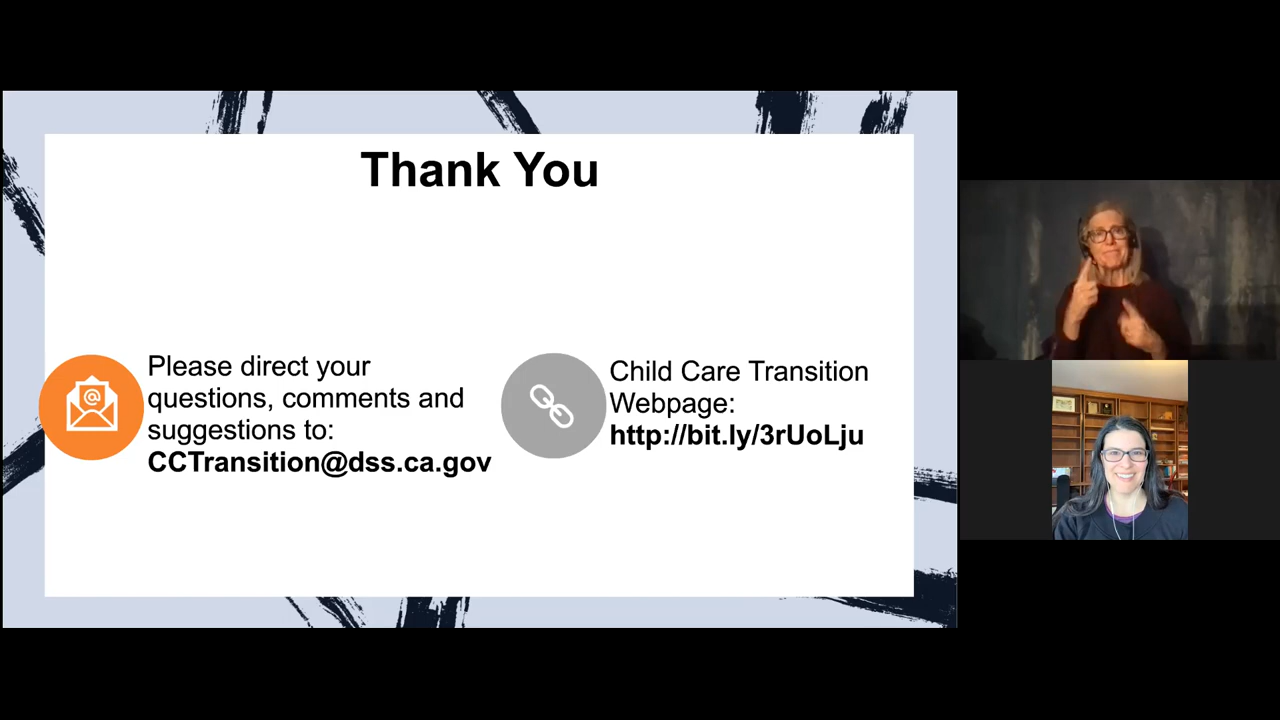 Thank You
Please direct your
questions, comments and
suggestions to:
CCTransition@dss.ca.gov
Child Care Transition
Webpage:
http://bit.ly/3rUoLju